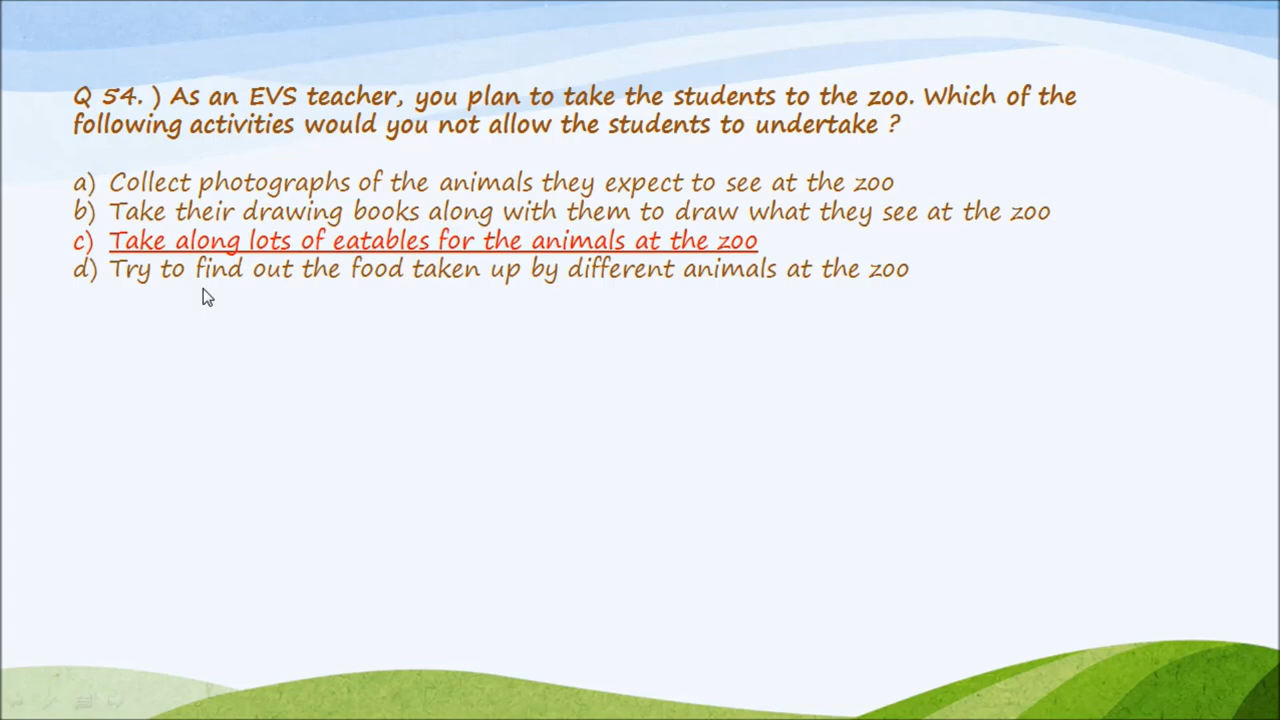 Q 54. ) As an EVS teacher, you plan to take the students to the zoo. Which of the
following activities would you not allow the students to undertake ?
a) Collect photographs of the animals they expect to see at the zoo
b) Take their drawing books along with them to draw what they see at the zoo
c) Take along lots of eatables for the animals at the zoo
d) Try to find out the food taken up by different animals at the zoo